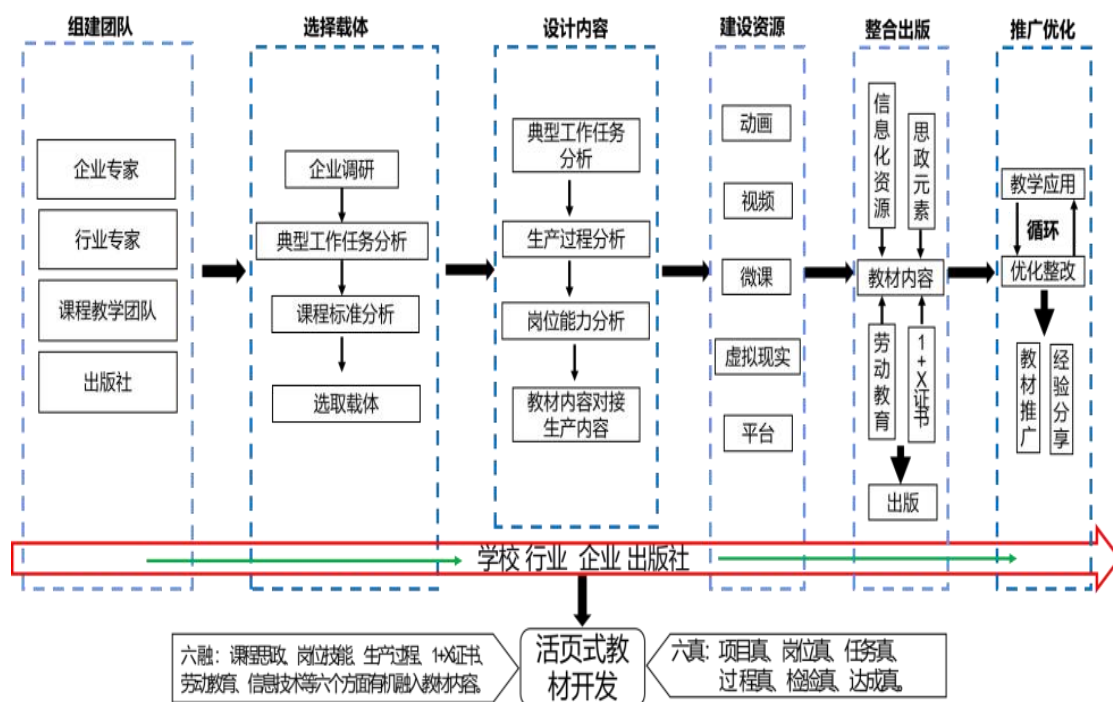 组建团队
选择载体
设计内容
建设资源
整合出版
推广优化
企业专家
行业专家
课程教学团队
出版社
企业调研
典型工作任务分析
课程标准分析
选取载体
典型工作任务
分析
生产过程分析
岗位能力分析
教材内容对接
生产内容
动画
视频
微课
虚拟现实
平台
信息化资源
思政元素
教材内容
劳动教育
1+X证书
出版
教学应用
循环
优化整改
教材推广
经验分享
学校 行业 企业 出版社
六融：课程思政、岗位技能、生产过程、1+X证书、
劳动教育、信息技术等六个方面有机融入教材内容。
活页式教
材开发
六真：项目真、岗位真、任务真、
过程真、检验真、达成真。